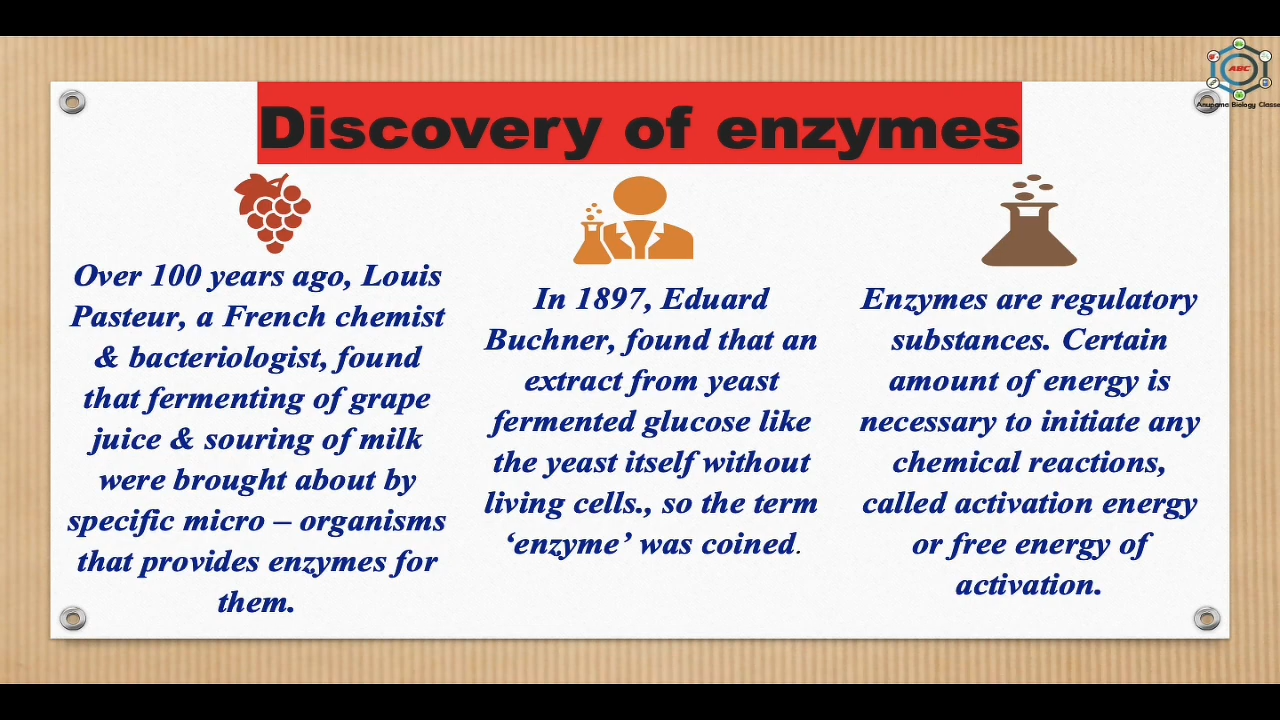 ABC
Anupama Biology Classe
Discovery of enzymes
Over 100 years ago, Louis
Pasteur, a French chemist
& bacteriologist, found
that fermenting of grape
juice & souring of milk
were brought about by
specific micro – organisms
that provides enzymes for
them.
In 1897, Eduard
Buchner, found that an
extract from yeast
fermented glucose like
the yeast itself without
living cells., so the term
‘enzyme’ was coined.
Enzymes are regulatory
substances. Certain
amount of energy is
necessary to initiate any
chemical reactions,
called activation energy
or free energy of
activation.